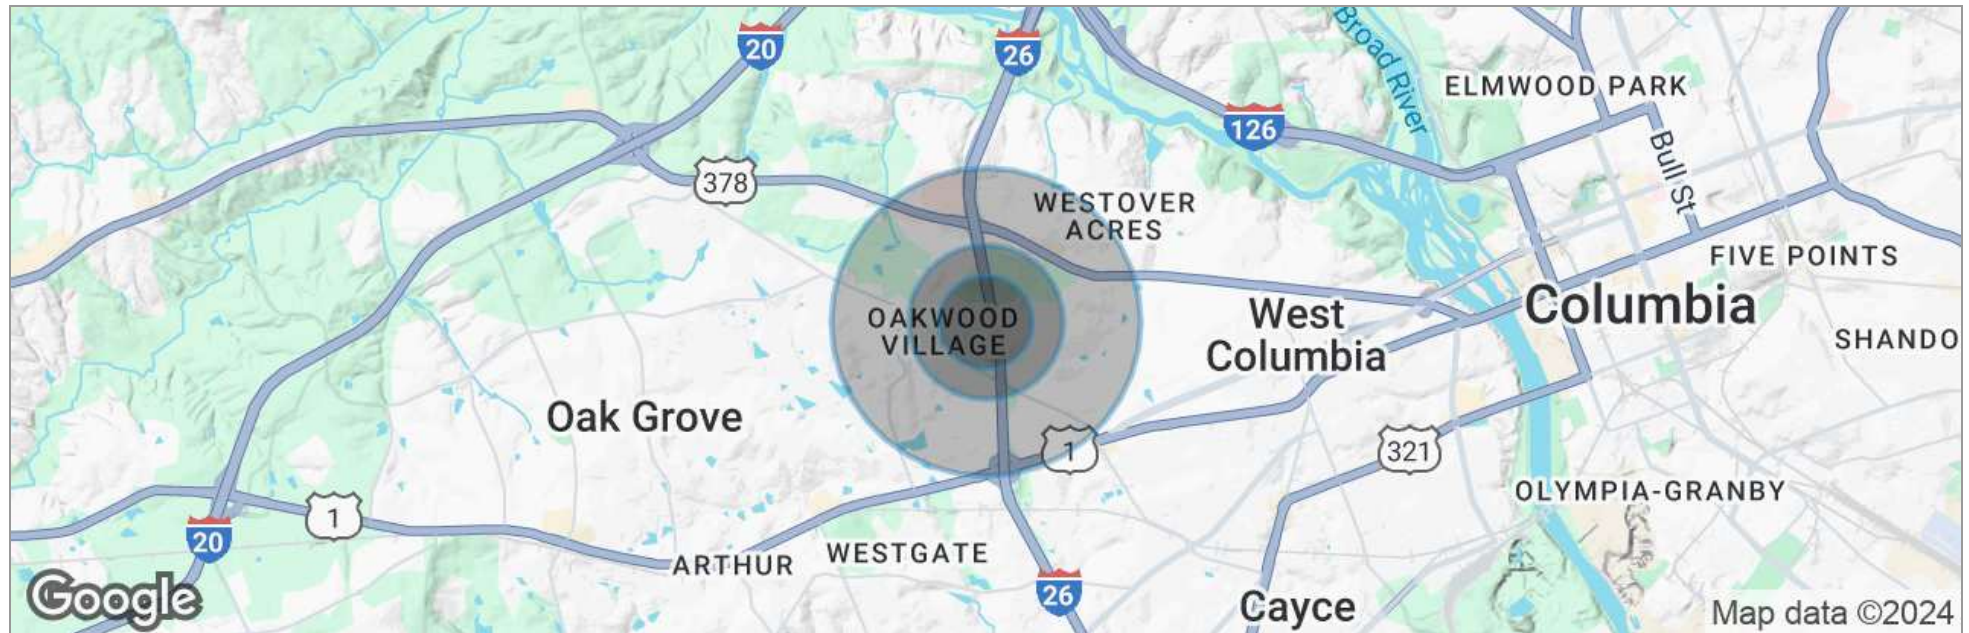 20
26
Broad River
ELMWOOD PARK
126
Bull St
378
WESTOVER
ACRES
FIVE POINTS
OAKWOOD
VILLAGE
West
Columbia
Columbia
SHANDO
Oak Grove
1
321
OLYMPIA-GRANBY
1
20
ARTHUR
WESTGATE
26
Cayce
Google
Map data ©2024